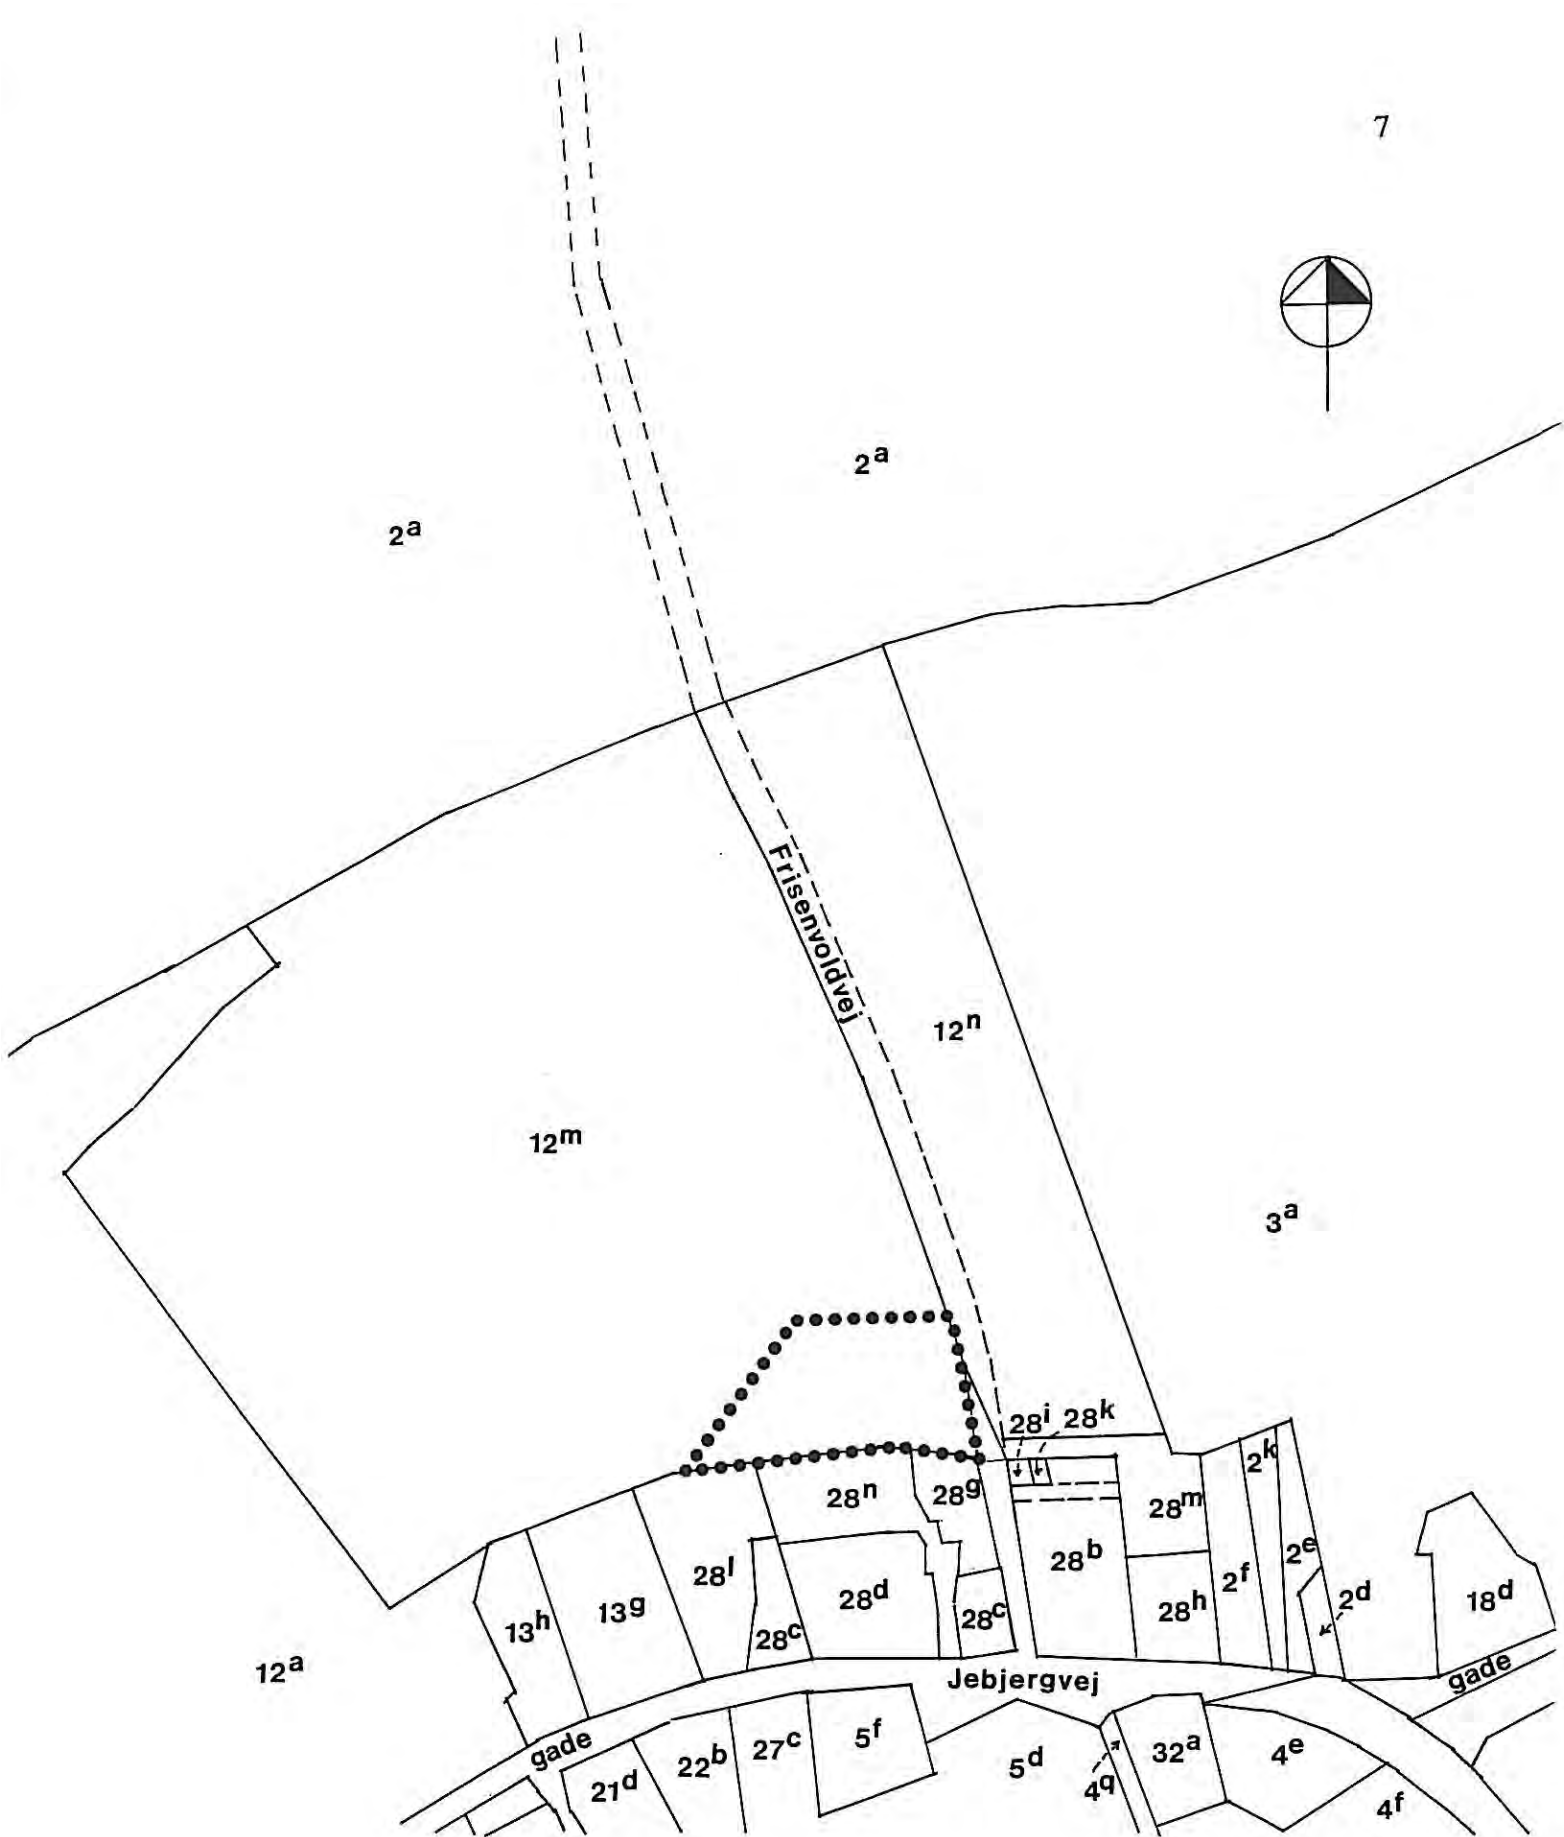 7
2a
2a
Frisenvoldvej
12n
12m
3a
28i 28k
2k
28n
28g
28m
28l
28b
2e
2f
28d
2d
18d
13h
13g
28c
28c
28h
12a
Jebjergvej
gade
gade
5f
27c
22b
21d
5d
4q
32a
4e
4f